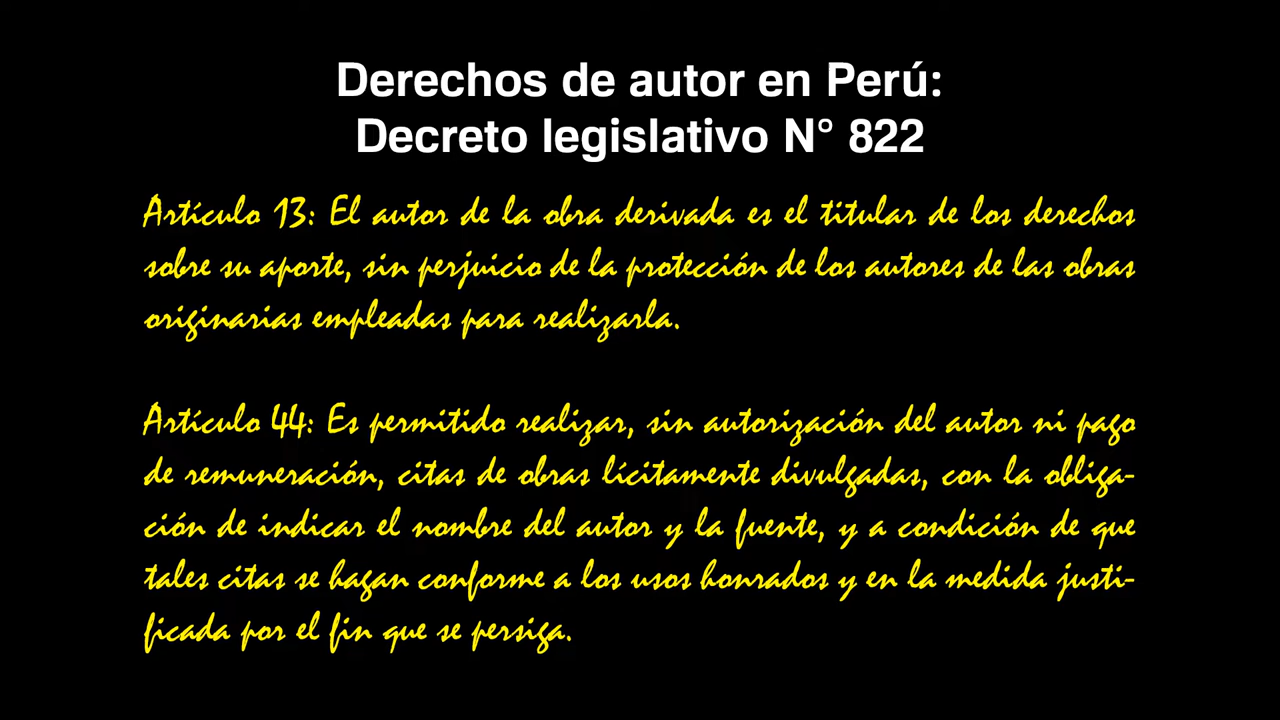 Derechos de autor en Perú:
Decreto legislativo N° 822
Artículo 13: El autor de la obra derivada es el titular de los derechos
sobre su aporte, sin perjuicio de la protección de los autores de las obras
originarias empleadas para realizarla.
Artículo 44: Es permitido realizar, sin autorización del autor ni pago
de remuneración, citas de obras lícitamente divulgadas, con la obliga-
ción de indicar el nombre del autor y la fuente, y a condición de que
tales citas se hagan conforme a los usos honrados y en la medida justi-
ficada por el fin que se persiga.